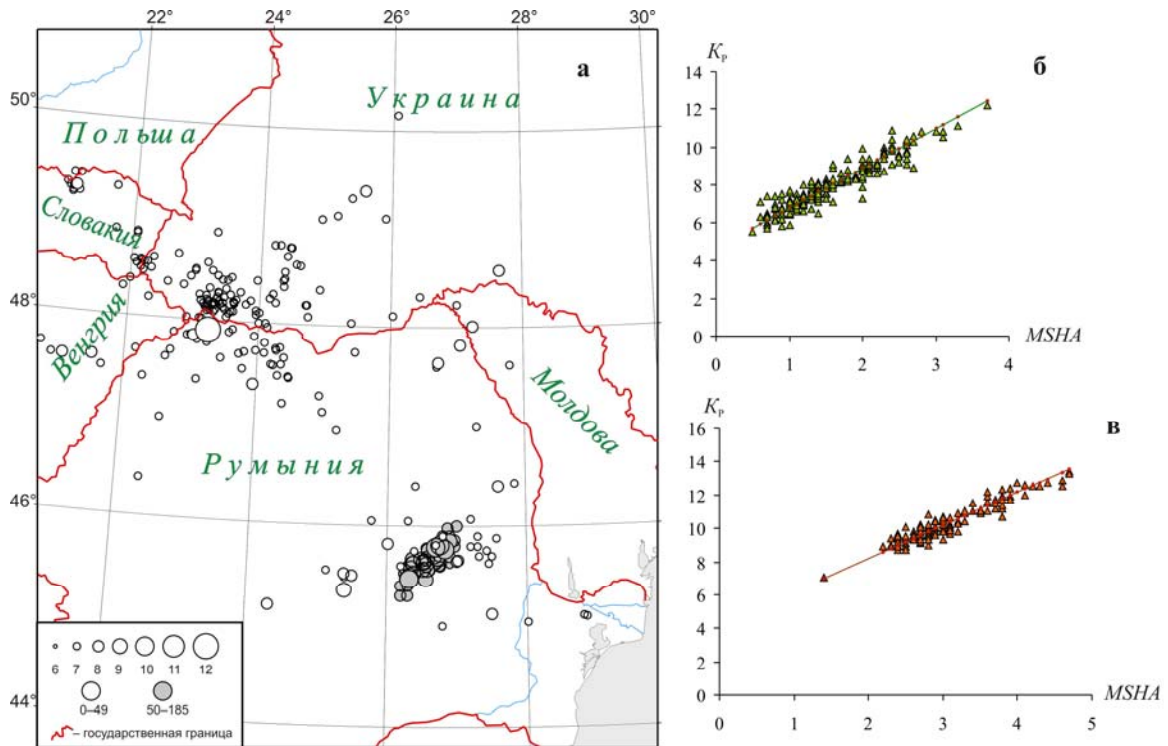 22° 24° 26° 28° 30°
а
50°
48°
46°
44°
Украина
Польша
Словакия
Венгрия
Румыния
Молдова
6 7 8 9 10 11 12
0–49 50–185
– государственная граница
Kр
б
14
12
10
8
6
4
2
0
0 1 2 3 4
MSHA
Kр
в
16
14
12
10
8
6
4
2
0
0 1 2 3 4 5
MSHA